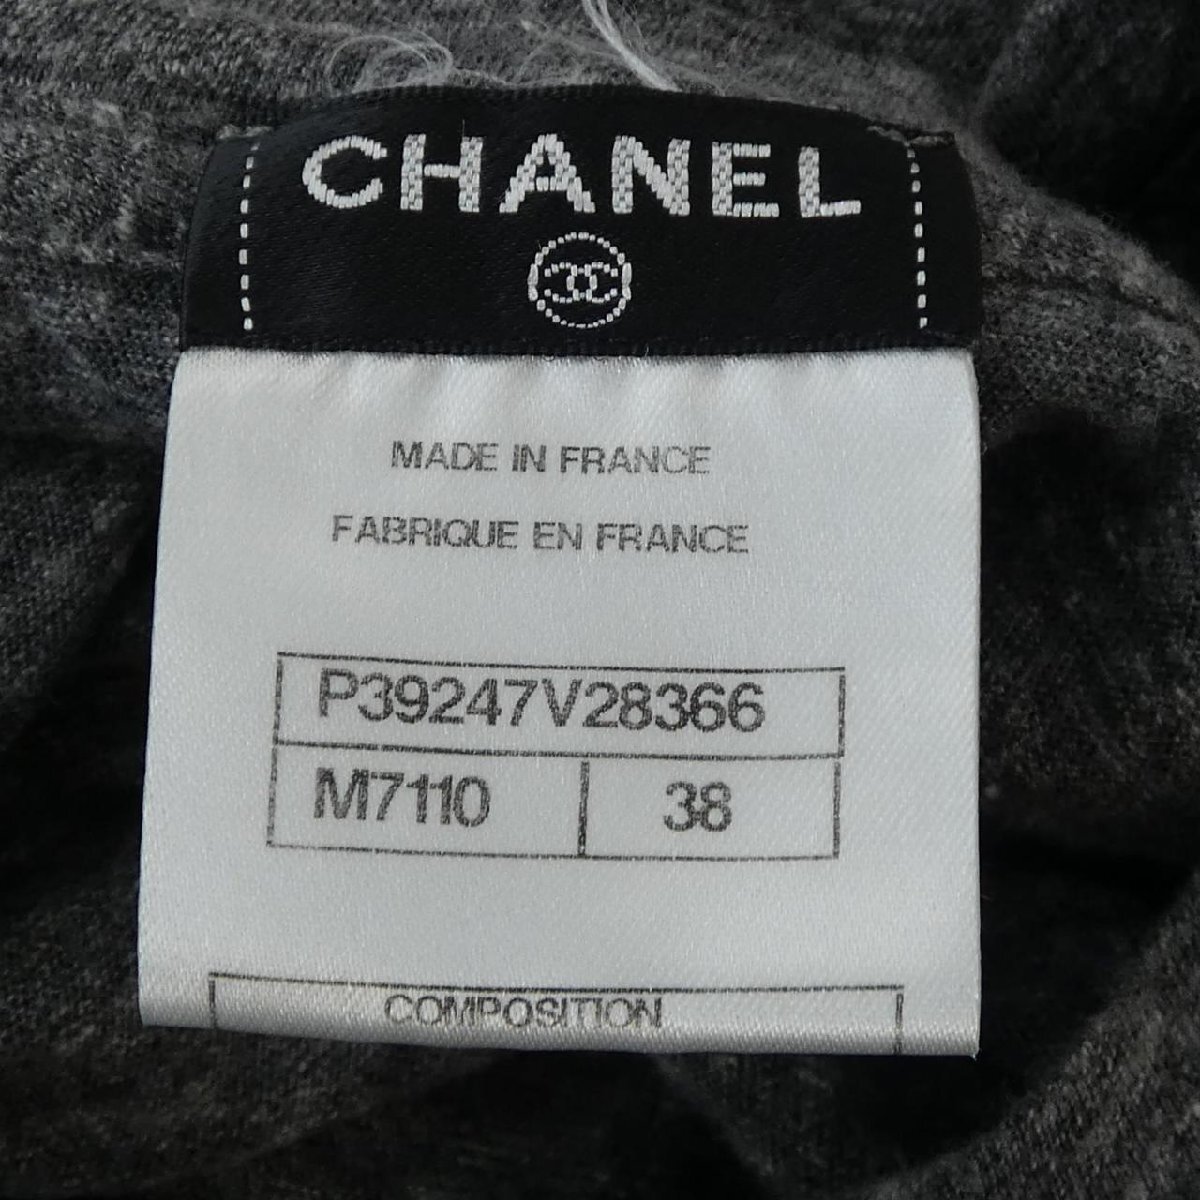 CHANEL
MADE IN FRANCE
FABRIQUE EN FRANCE
P39247V28366
M7110 38
COMPOSITION